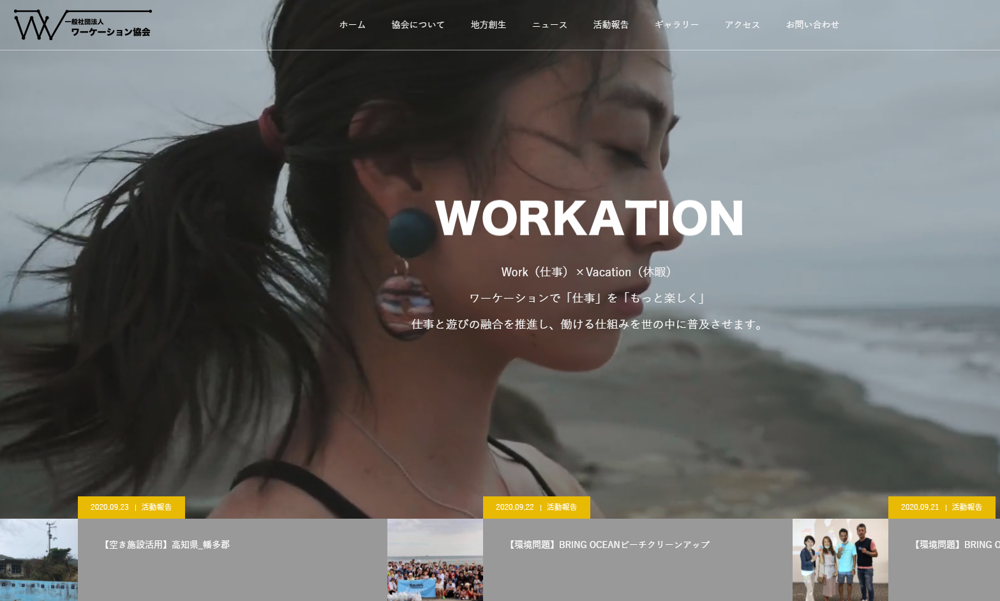 一般社団法人
ワーケーション協会
ホーム 協会について 地方創生 ニュース 活動報告 ギャラリー アクセス お問い合わせ
WORKATION
Work（仕事）×Vacation（休暇）
ワーケーションで「仕事」を「もっと楽しく」
仕事と遊びの融合を推進し、働ける仕組みを世の中に普及させます。
2020.09.23 | 活動報告
【空き施設活用】高知県_幡多郡
2020.09.22 | 活動報告
【環境問題】BRING OCEANビーチクリーンアップ
BRING
2020.09.21 | 活動報告
【環境問題】BRING O